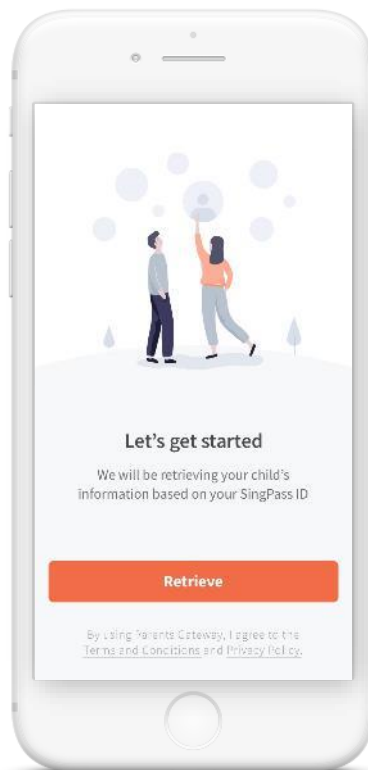 Let's get started
We will be retrieving your child's
information based on your SingPass ID
Retrieve
By using Parents Gateway, I agree to the
Terms and Conditions and Privacy Policy.